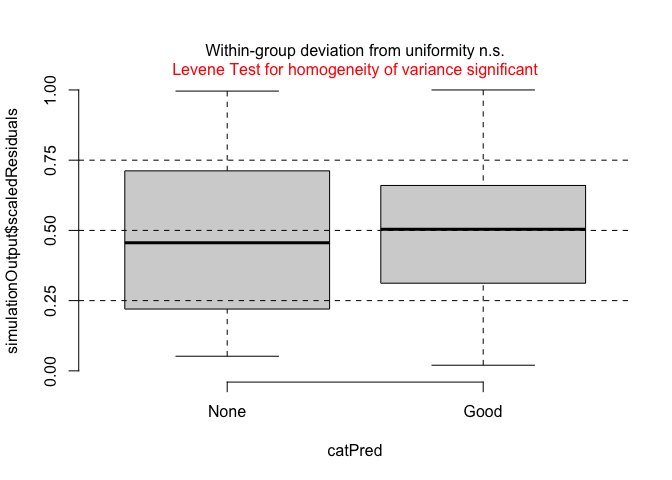 Within-group deviation from uniformity n.s.
Levene Test for homogeneity of variance significant
simulationOutput$scaledResiduals
1.00
0.75
0.50
0.25
0.00
None Good
catPred